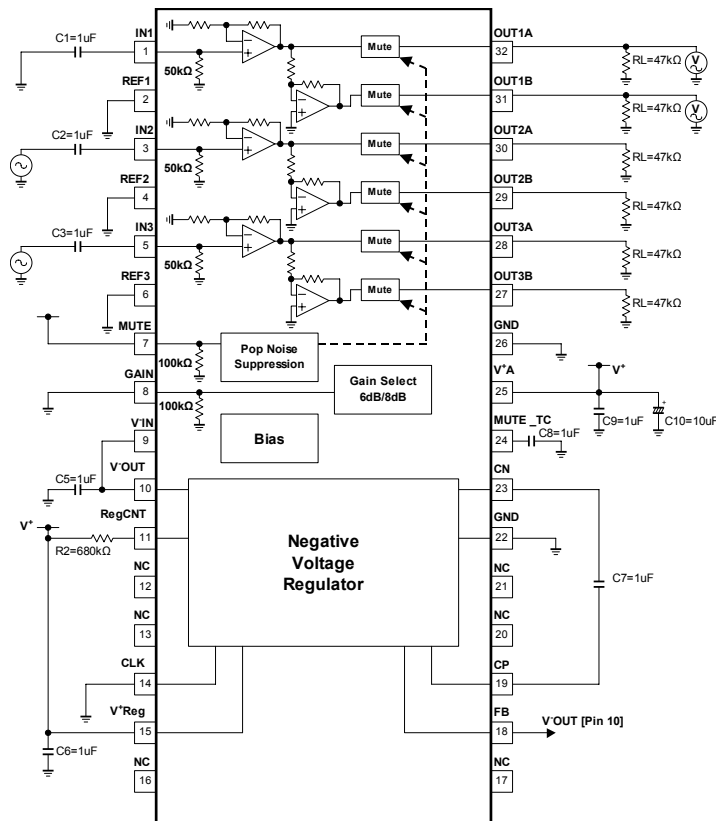 C1=1uF
IN1
1
50kΩ
REF1
2
C2=1uF
IN2
3
50kΩ
REF2
4
C3=1uF
IN3
5
50kΩ
REF3
6
MUTE
7
100kΩ
Pop Noise
Suppression
GAIN
8
100kΩ
Gain Select
6dB/8dB
V-IN
9
Bias
C5=1uF
V-OUT
10
V+
RegCNT
R2=680kΩ
11
Negative
Voltage
Regulator
NC
12
NC
13
CLK
14
V+Reg
15
C6=1uF
NC
16
Mute
Mute
Mute
Mute
Mute
Mute
OUT1A
32
RL=47kΩ
V
OUT1B
31
RL=47kΩ
V
OUT2A
30
RL=47kΩ
OUT2B
29
RL=47kΩ
OUT3A
28
RL=47kΩ
OUT3B
27
RL=47kΩ
GND
26
V+A
25
V+
C9=1uF
+
C10=10uF
MUTE _TC
24
C8=1uF
CN
23
GND
22
C7=1uF
NC
21
NC
20
CP
19
FB
18
V-OUT [Pin 10]
NC
17